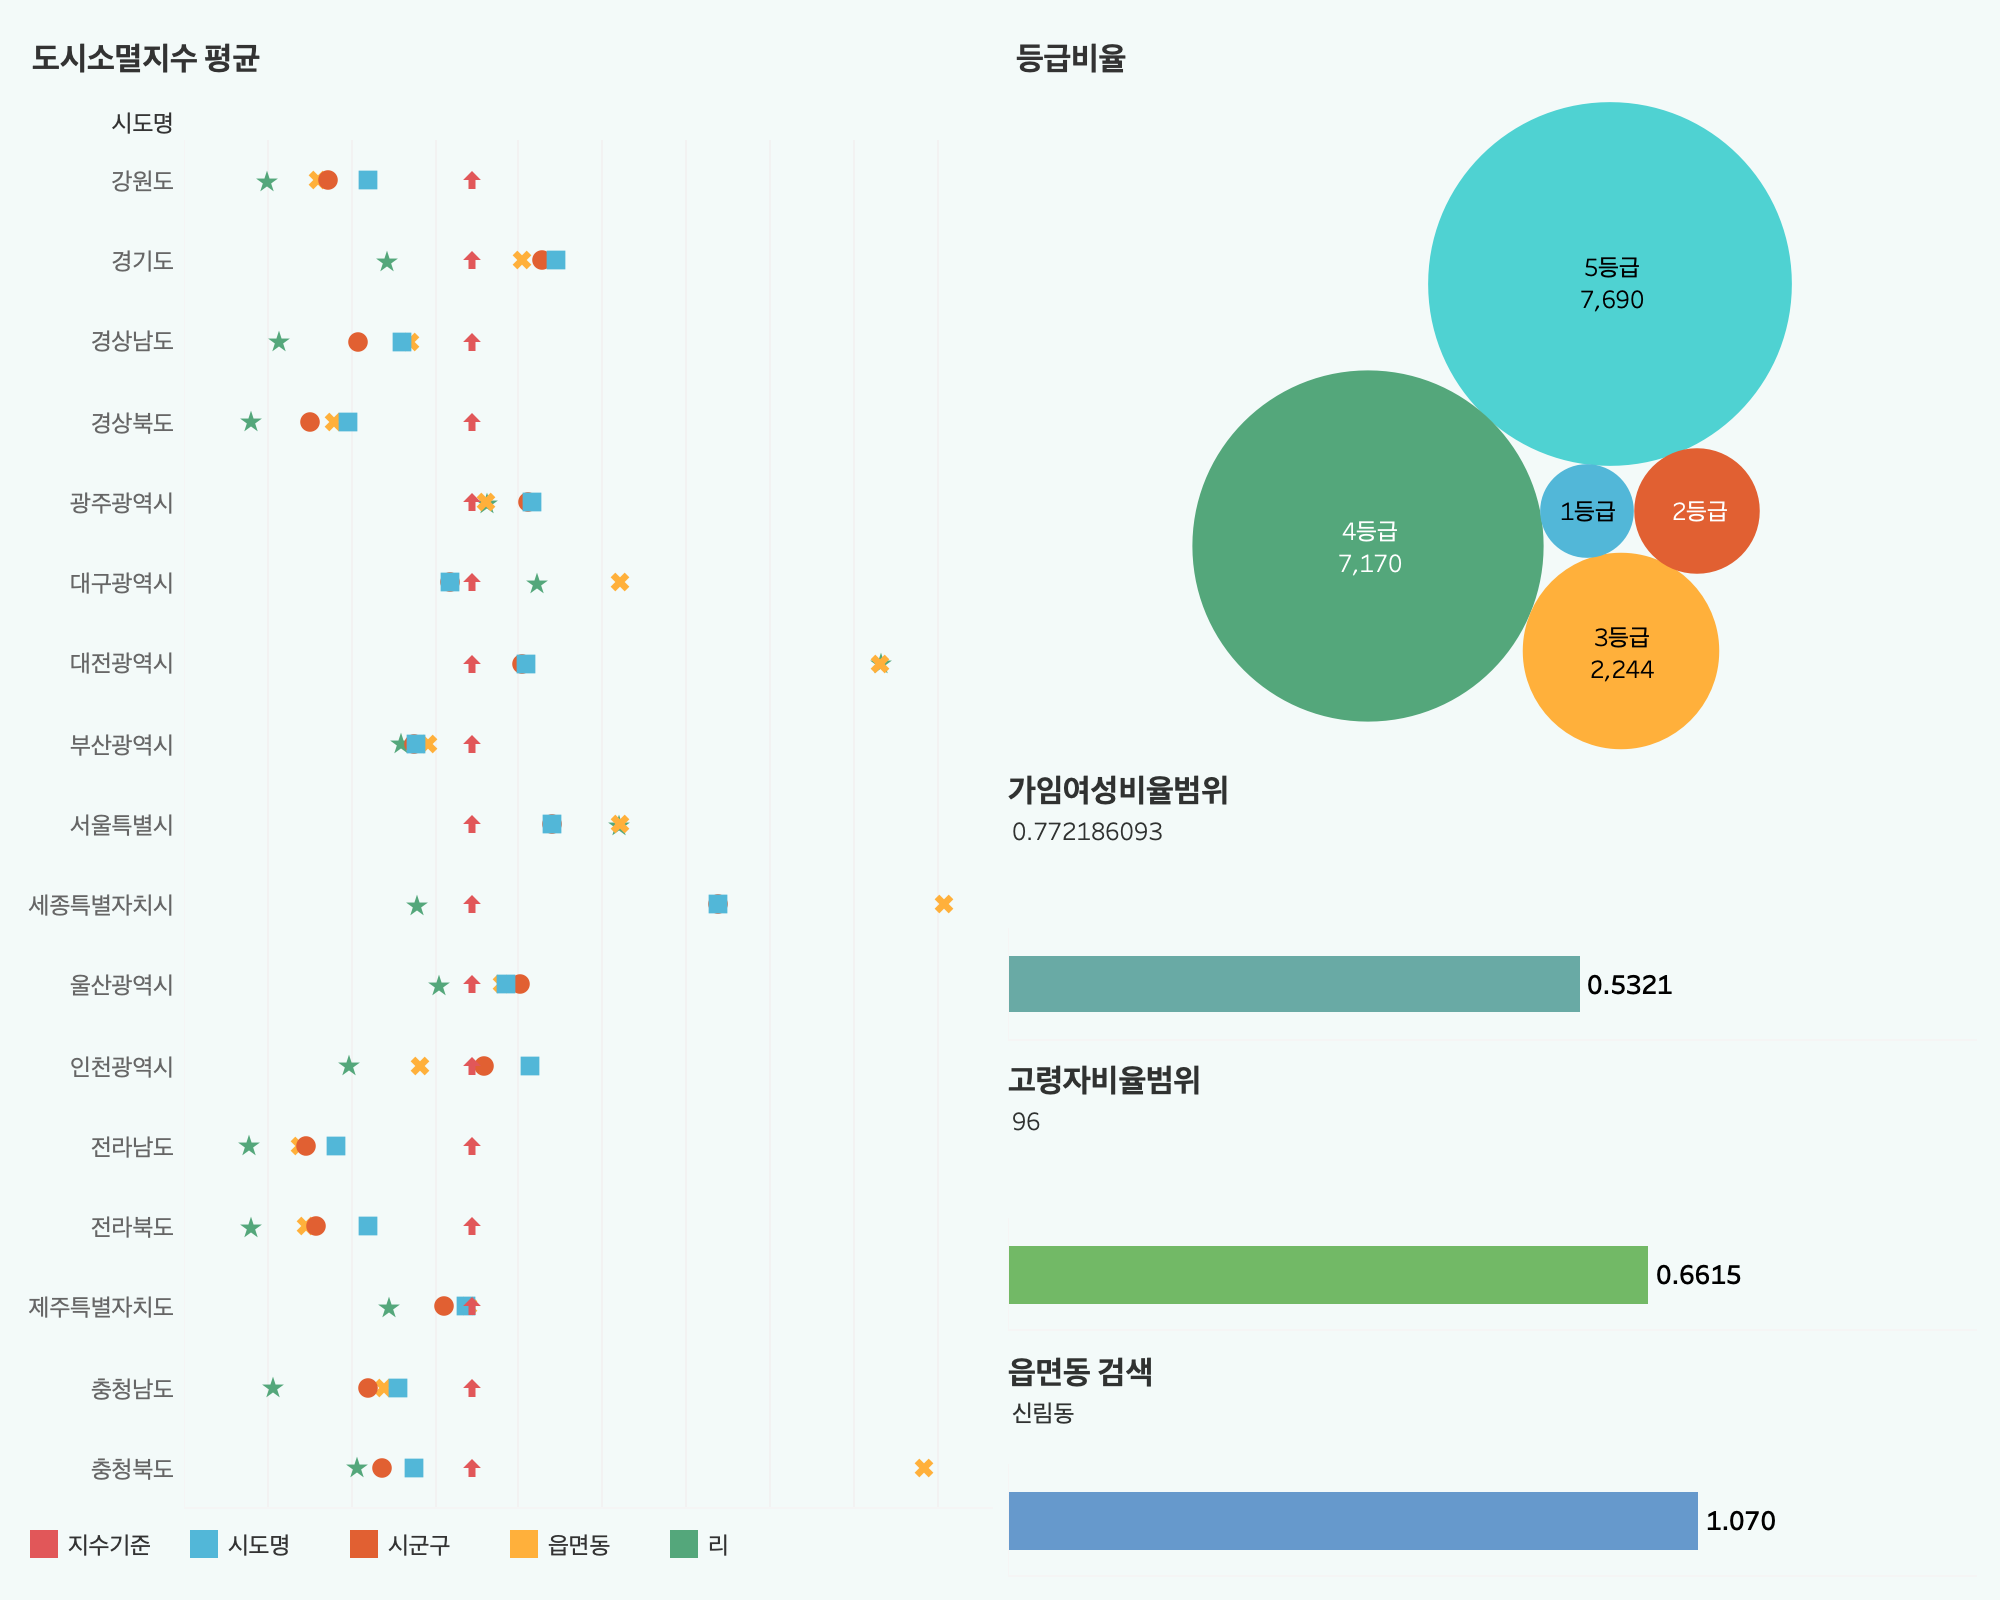 도시소멸지수 평균
시도명
강원도
경기도
경상남도
경상북도
광주광역시
대구광역시
대전광역시
부산광역시
서울특별시
세종특별자치시
울산광역시
인천광역시
전라남도
전라북도
제주특별자치도
충청남도
충청북도
지수기준
시도명
시군구
읍면동
리
등급비율
5등급
7,690
4등급
7,170
1등급
2등급
3등급
2,244
가임여성비율범위
0.772186093
0.5321
고령자비율범위
96
0.6615
읍면동 검색
신림동
1.070